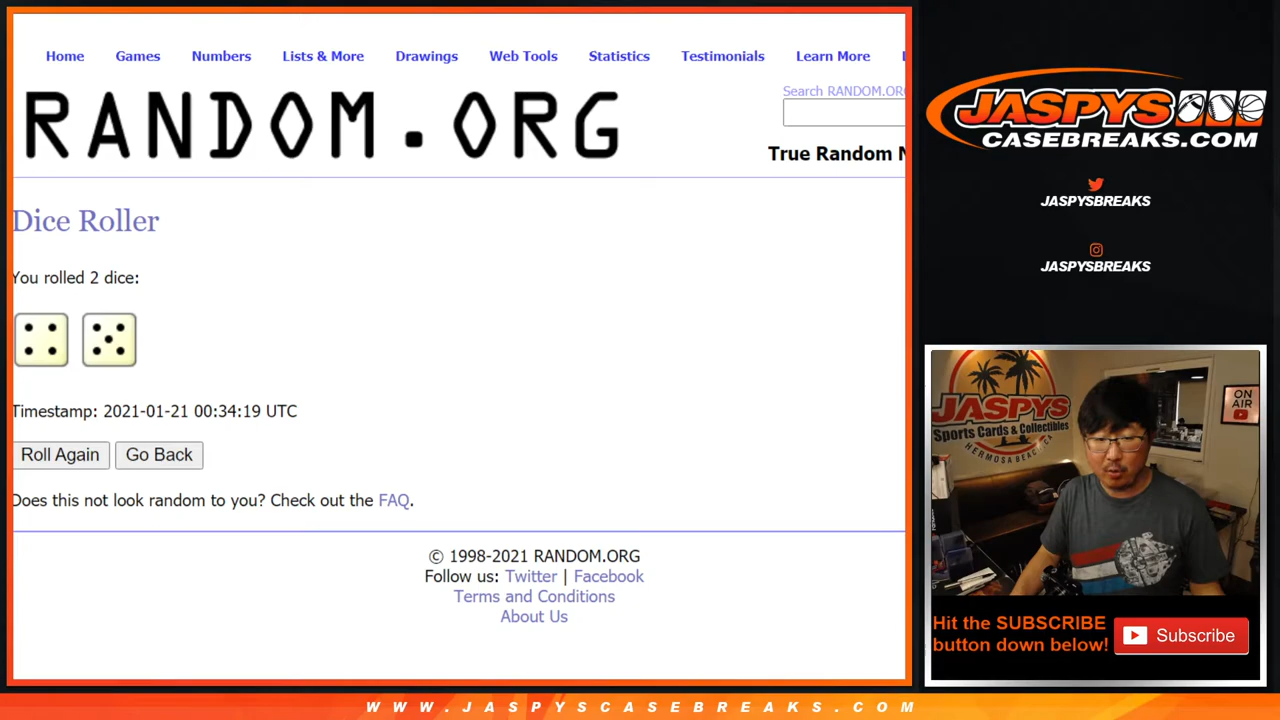 Home Games Numbers Lists & More Drawings Web Tools Statistics Testimonials Learn More
RANDOM.ORG
Search RANDOM.ORG
True Random N
Dice Roller
You rolled 2 dice:
Timestamp: 2021-01-21 00:34:19 UTC
Roll Again Go Back
Does this not look random to you? Check out the FAQ.
© 1998-2021 RANDOM.ORG
Follow us: Twitter | Facebook
Terms and Conditions
About Us
JASPYS
CASEBREAKS.COM
JASPYSBREAKS
JASPYSBREAKS
JASPYS
Sports Cards & Collectibles
HERMOSA BEACH, CA
ON AIR
Hit the SUBSCRIBE
button down below!
Subscribe
WWW.JASPYSCASEBREAKS.COM